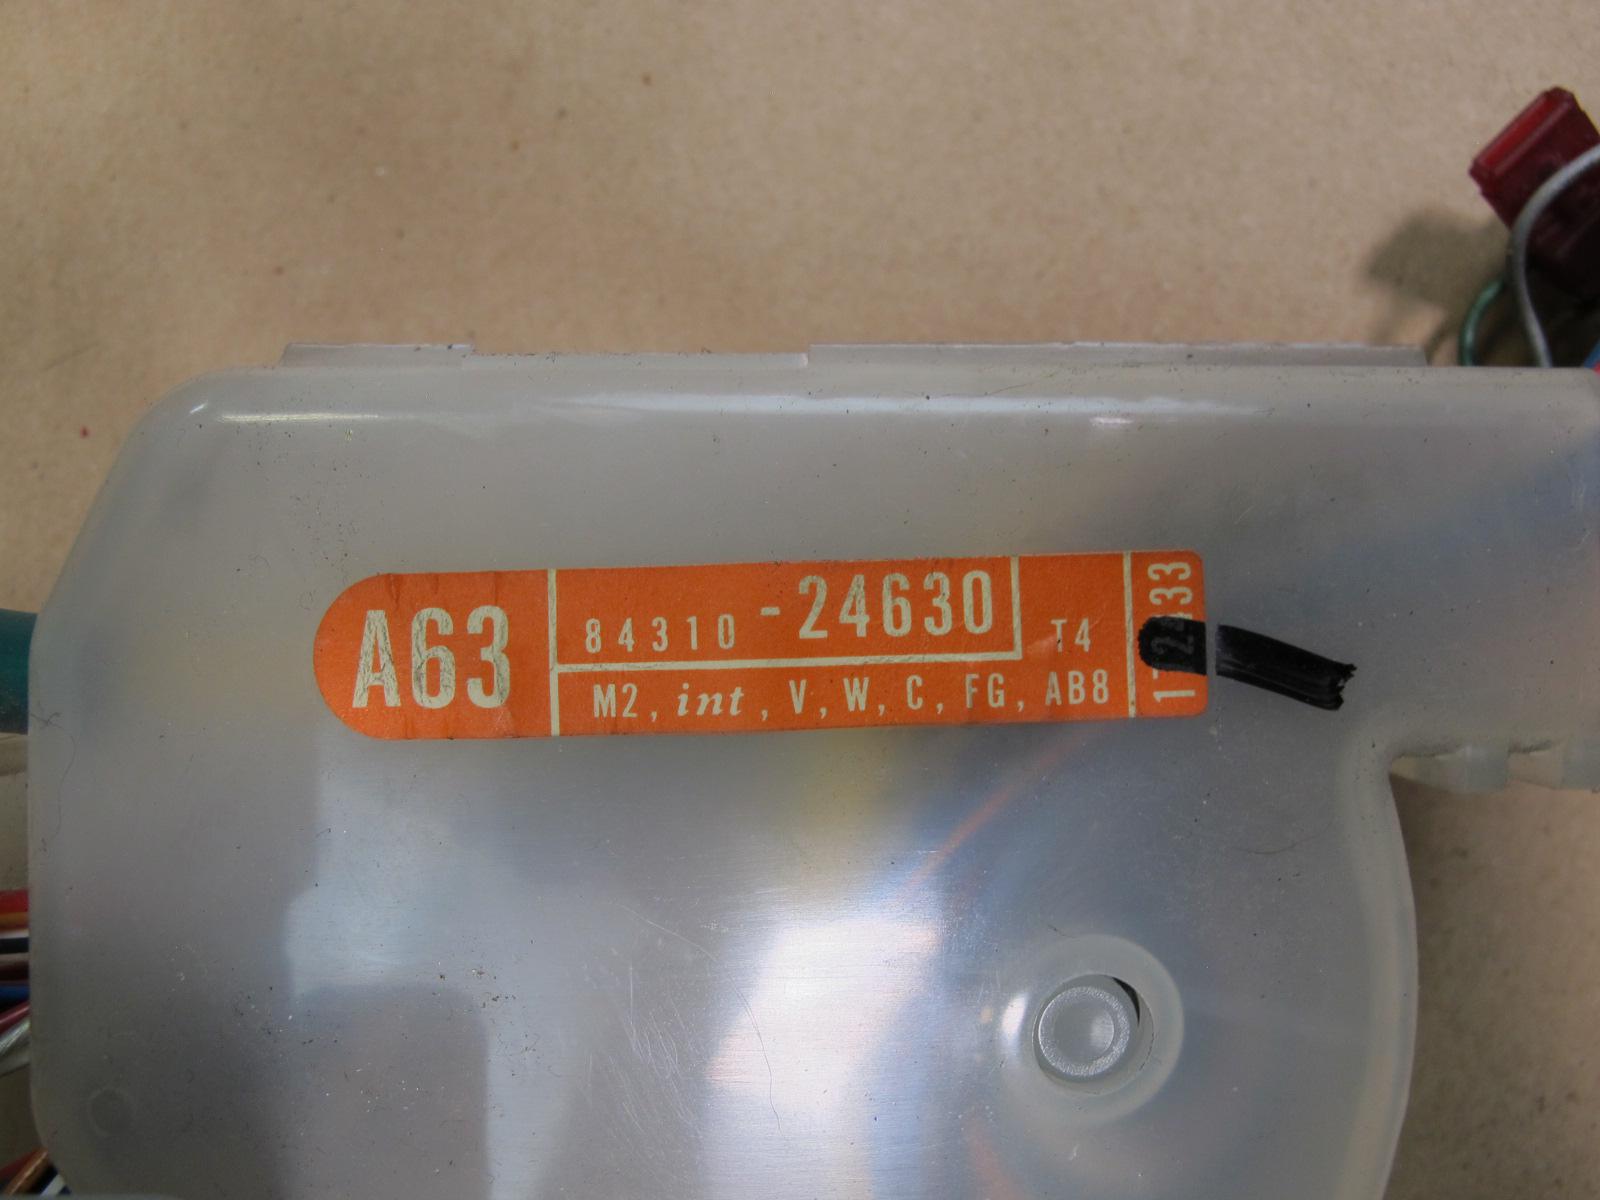 A63
84310-24630
T4
M2, int, V, W, C, FG, AB8